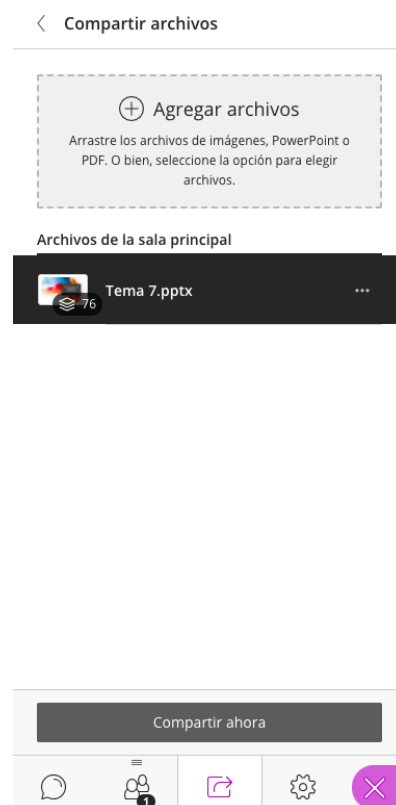 Compartir archivos
Agregar archivos
Arrastre los archivos de imágenes, PowerPoint o
PDF. O bien, seleccione la opción para elegir
archivos.
Archivos de la sala principal
76
Tema 7.pptx
Compartir ahora
1